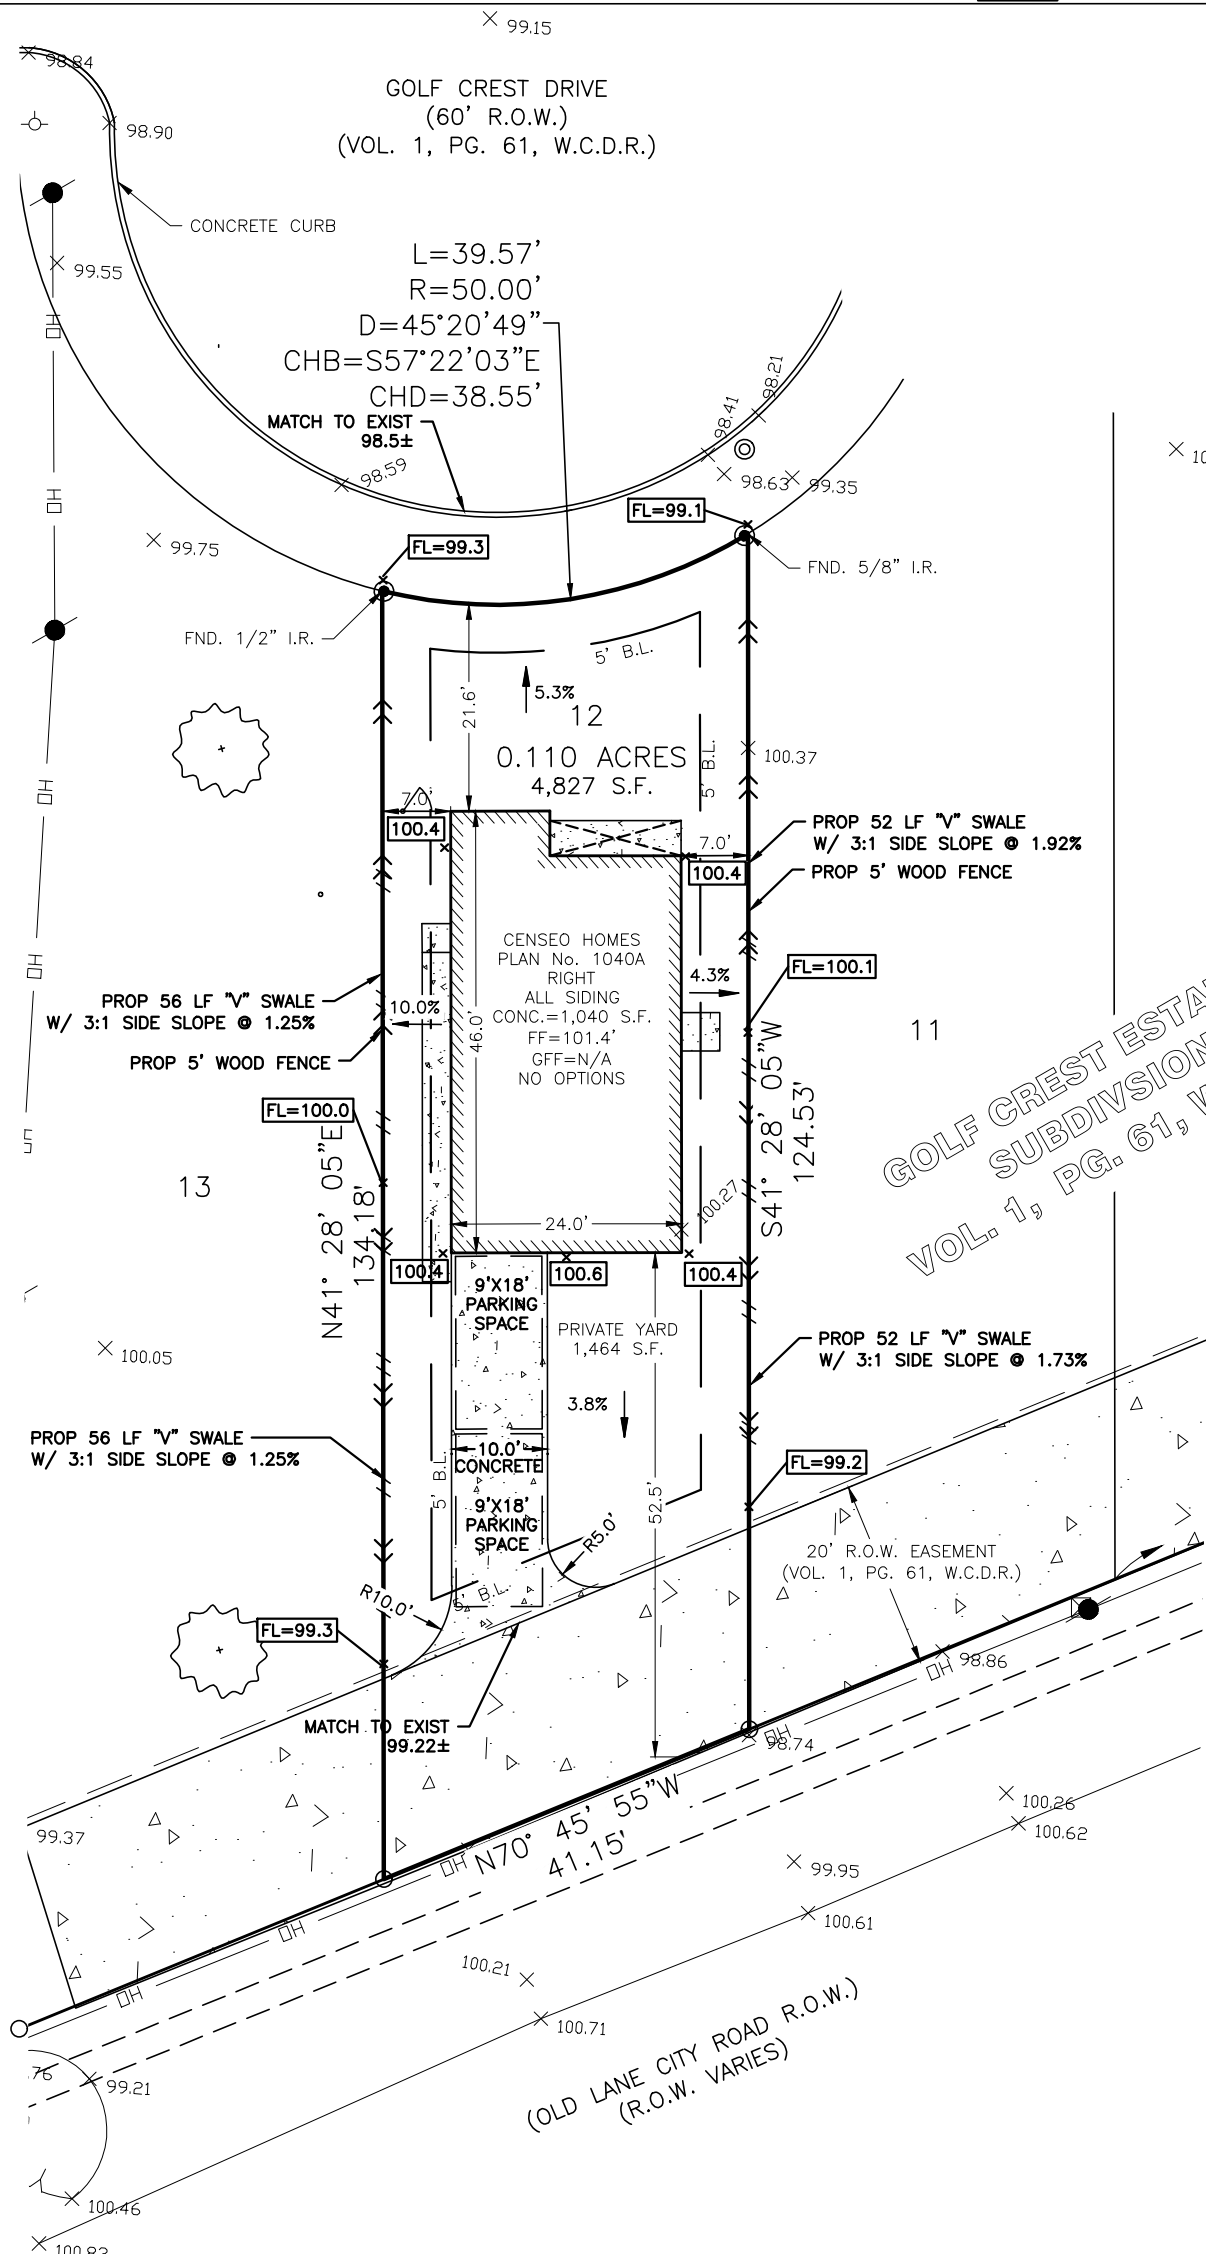 99.15
98.84
GOLF CREST DRIVE
(60' R.O.W.)
(VOL. 1, PG. 61, W.C.D.R.)
98.90
CONCRETE CURB
99.55
OH
L=39.57'
R=50.00'
D=45°20'49"
CHB=S57°22'03"E
CHD=38.55'
MATCH TO EXIST
98.5±
98.59
98.41
98.21
98.63
99.35
OH
99.75
FL=99.1
FL=99.3
FND. 5/8" I.R.
FND. 1/2" I.R.
5' B.L.
5.3%
21.6'
12
0.110 ACRES
4,827 S.F.
5' B.L.
100.37
OH
7.0'
100.4
7.0'
100.4
PROP 52 LF "V" SWALE
W/ 3:1 SIDE SLOPE @ 1.92%
PROP 5' WOOD FENCE
CENSEO HOMES
PLAN No. 1040A
RIGHT
ALL SIDING
CONC.=1,040 S.F.
FF=101.4'
GFF=N/A
NO OPTIONS
46.0'
4.3%
FL=100.1
OH
PROP 56 LF "V" SWALE
W/ 3:1 SIDE SLOPE @ 1.25%
10.0%
PROP 5' WOOD FENCE
FL=100.0
11
S41° 28' 05"W
124.53'
13
N41° 28' 05"E
134.18'
GOLF CREST
SUBDIVSION
VOL. 1, PG. 61,
24.0'
100.27
100.4
100.6
100.4
9'X18'
PARKING
SPACE
PRIVATE YARD
1,464 S.F.
100.05
PROP 52 LF "V" SWALE
W/ 3:1 SIDE SLOPE @ 1.73%
3.8%
PROP 56 LF "V" SWALE
W/ 3:1 SIDE SLOPE @ 1.25%
10.0'
CONCRETE
5' B.L.
9'X18'
PARKING
SPACE
52.5'
FL=99.2
R5.0'
20' R.O.W. EASEMENT
(VOL. 1, PG. 61, W.C.D.R.)
R10.0'
5' B.L.
FL=99.3
98.86
OH
MATCH TO EXIST
99.22±
98.74
OH
99.37
N70° 45' 55"W
41.15'
OH
100.26
100.62
99.95
100.61
OH
100.21
100.71
OH
(OLD LANE CITY ROAD R.O.W.)
(R.O.W. VARIES)
.76
99.21
100.46